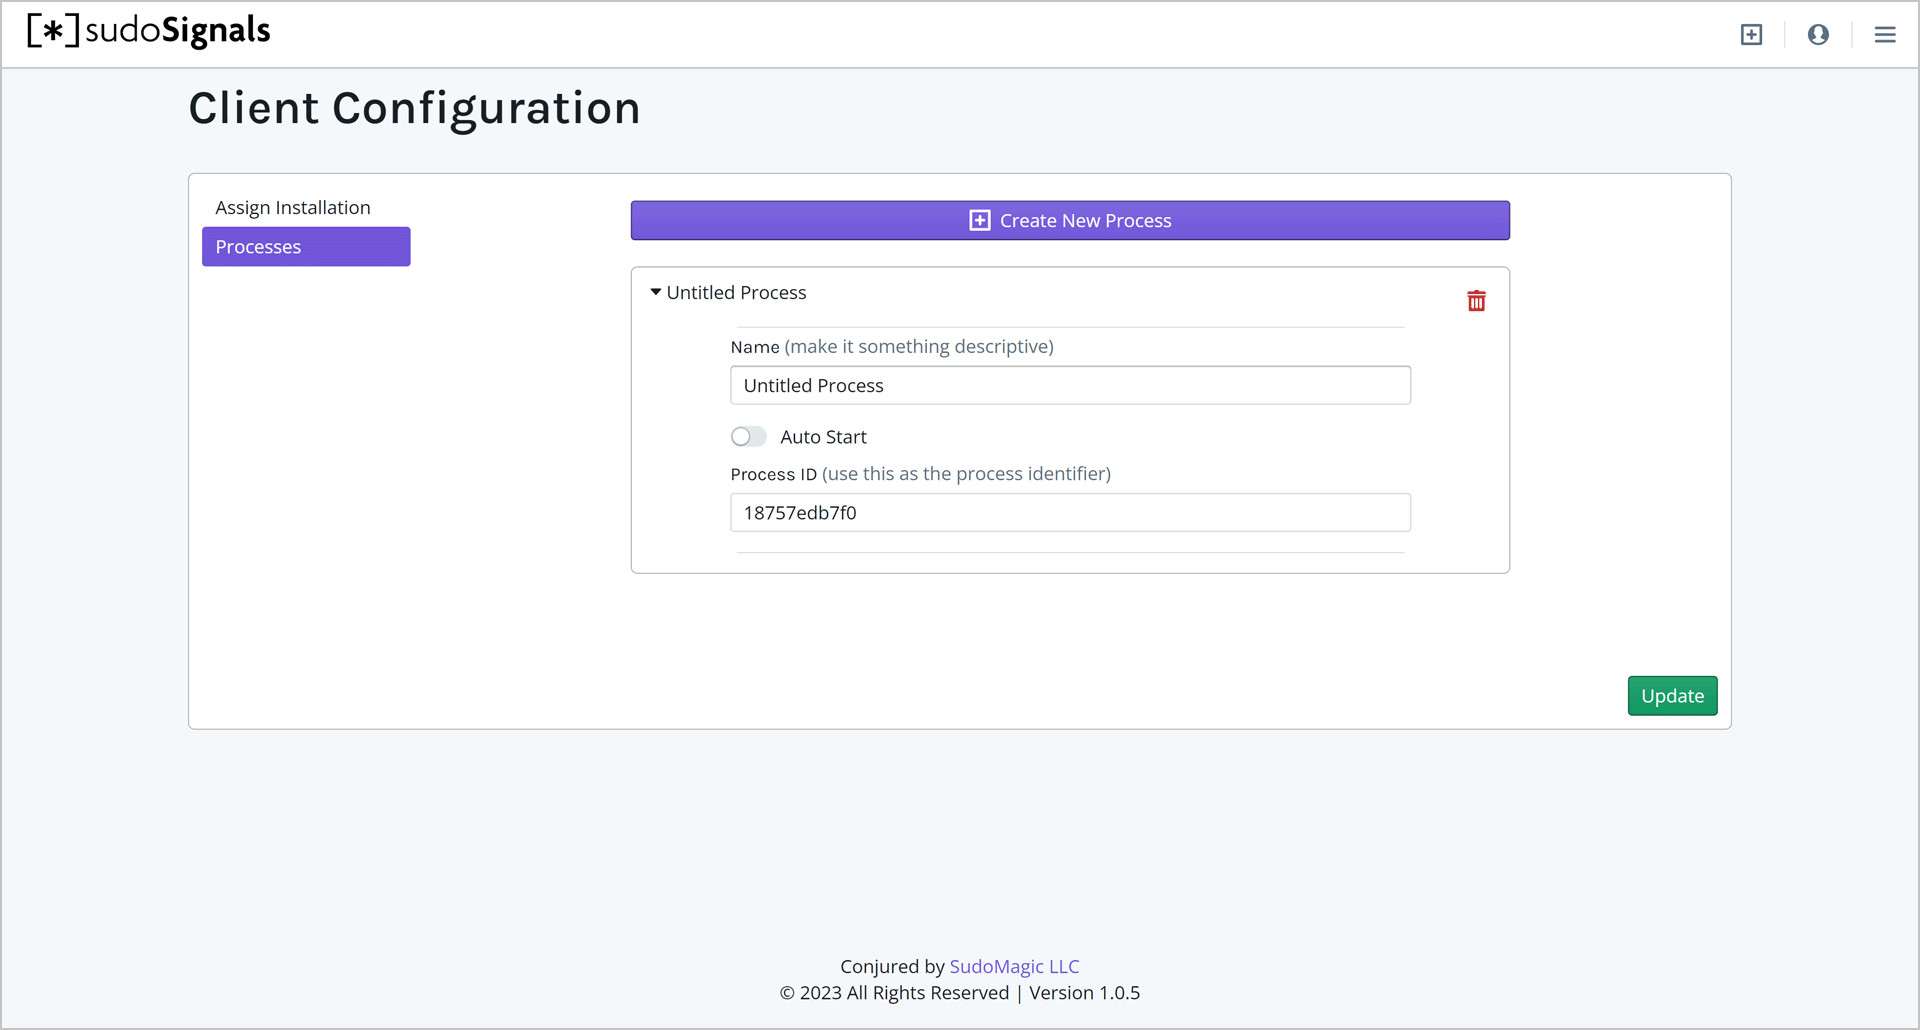 [*] sudoSignals
Client Configuration
Assign Installation
Processes
Create New Process
Untitled Process
Name (make it something descriptive)
Untitled Process
Auto Start
Process ID (use this as the process identifier)
18757edb7f0
Update
Conjured by SudoMagic LLC
© 2023 All Rights Reserved | Version 1.0.5